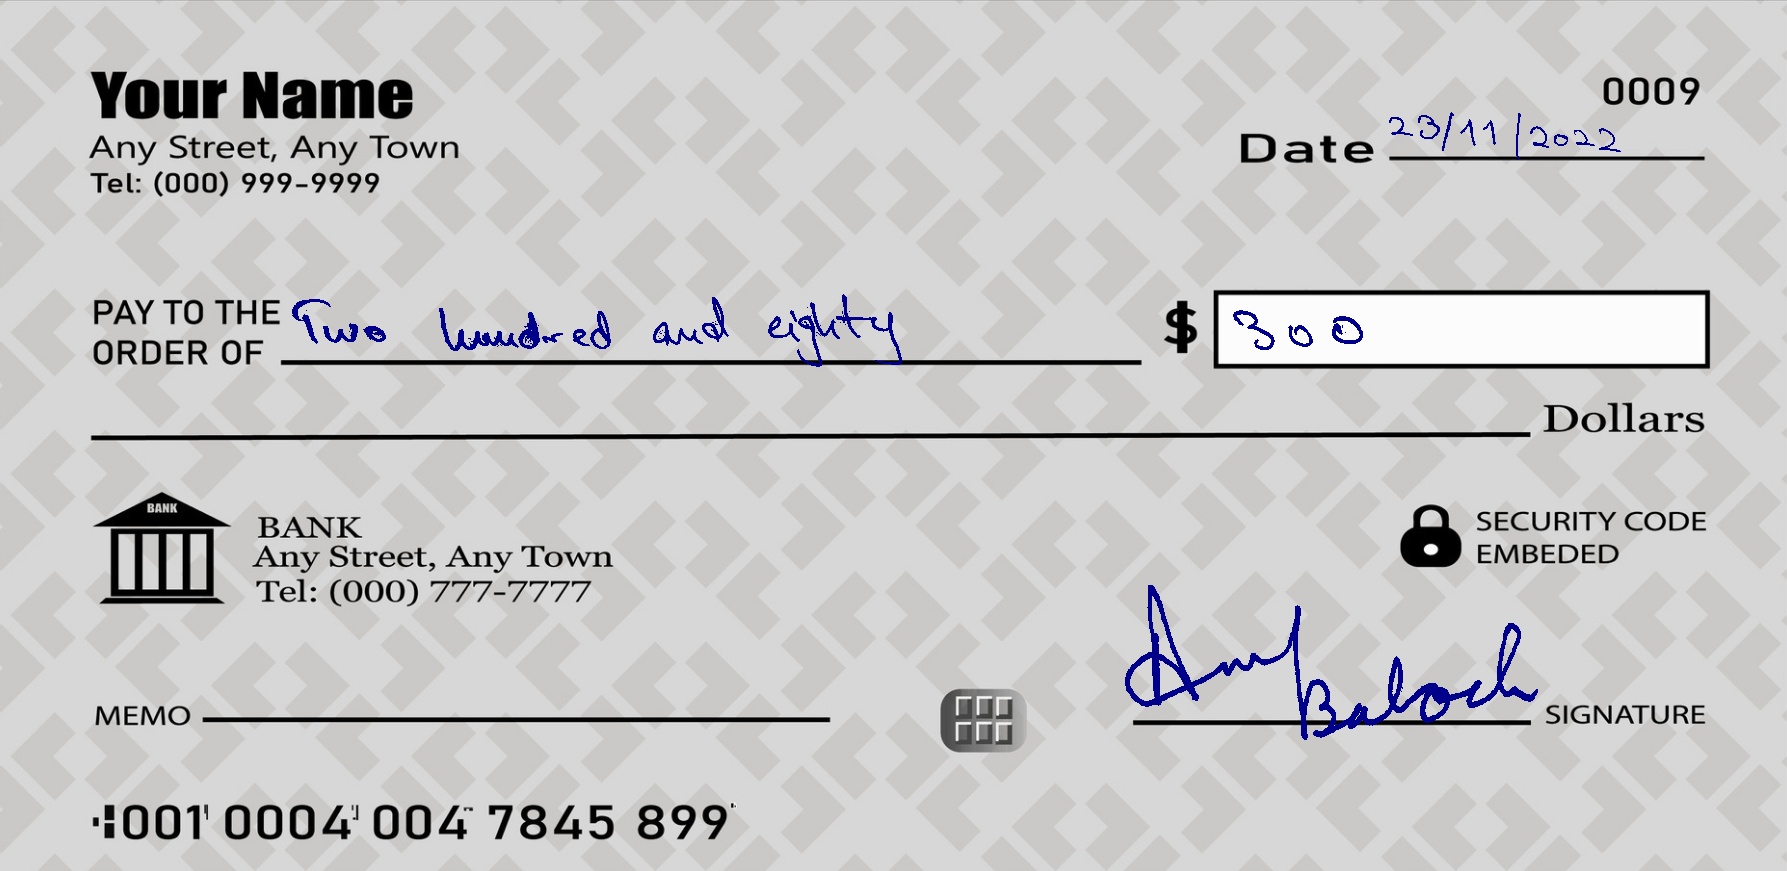 Your Name
Any Street, Any Town
Tel: (000) 999-9999
0009
Date 23/11/2022
PAY TO THE
ORDER OF Two hundred and eighty $ 300
Dollars
BANK
BANK
Any Street, Any Town
Tel: (000) 777-7777
SECURITY CODE
EMBEDED
MEMO
Baloch SIGNATURE
001 0004 004 7845 899